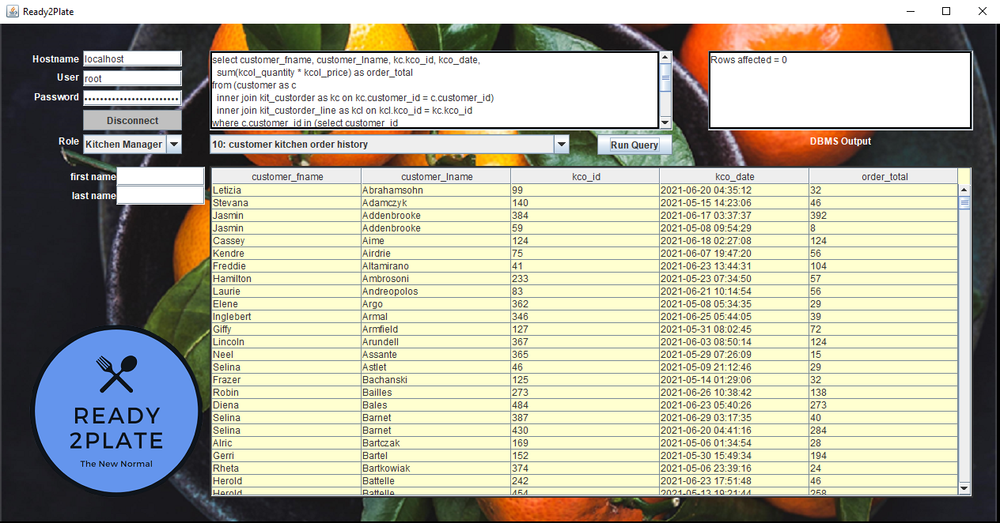 Ready2Plate
Hostname localhost
User root
Password ••••••••••••••••••••••
Disconnect
Role Kitchen Manager
first name
last name
select customer_fname, customer_lname, kc.kco_id, kco_date,
sum(kcol_quantity * kcol_price) as order_total
from (customer as c
inner join kit_custorder as kc on kc.customer_id = c.customer_id)
inner join kit_custorder_line as kcl on kcl.kco_id = kc.kco_id
where c.customer_id in (select customer_id
10: customer kitchen order history
Run Query
Rows affected = 0
DBMS Output
customer_fname customer_lname kco_id kco_date order_total
Letizia Abrahamsohn 99 2021-06-20 04:35:12 32
Stevana Adamczyk 140 2021-05-15 14:23:06 46
Jasmin Addenbrooke 384 2021-06-17 03:37:37 392
Jasmin Addenbrooke 59 2021-05-08 09:54:29 8
Cassey Aime 124 2021-06-18 02:27:08 124
Kendre Airdrie 75 2021-06-07 19:47:20 56
Freddie Altamirano 41 2021-06-23 13:44:31 104
Hamilton Ambrosoni 233 2021-05-23 07:34:50 57
Laurie Andreopolos 83 2021-06-21 10:14:54 56
Elene Argo 362 2021-05-08 05:34:35 29
Inglebert Armal 346 2021-06-25 05:44:05 39
Giffy Armfield 127 2021-05-31 08:02:45 72
Lincoln Arundell 367 2021-06-03 08:50:14 124
Neel Assante 365 2021-05-29 07:26:09 15
Selina Astlet 46 2021-05-09 21:12:46 29
Frazer Bachanski 125 2021-05-14 01:29:06 32
Robin Bailles 273 2021-06-26 10:38:42 138
Diena Bales 484 2021-06-23 05:40:26 273
Selina Barnet 387 2021-06-29 03:17:35 40
Selina Barnet 430 2021-06-20 04:41:16 284
Alric Bartczak 169 2021-05-06 01:34:54 28
Gerri Bartel 152 2021-05-30 15:49:34 194
Rheta Bartkowiak 374 2021-05-06 23:39:16 24
Herold Battelle 242 2021-06-23 17:51:48 46
Herold Battelle 454 2021-05-13 19:21:44 258
READY
2PLATE
The New Normal